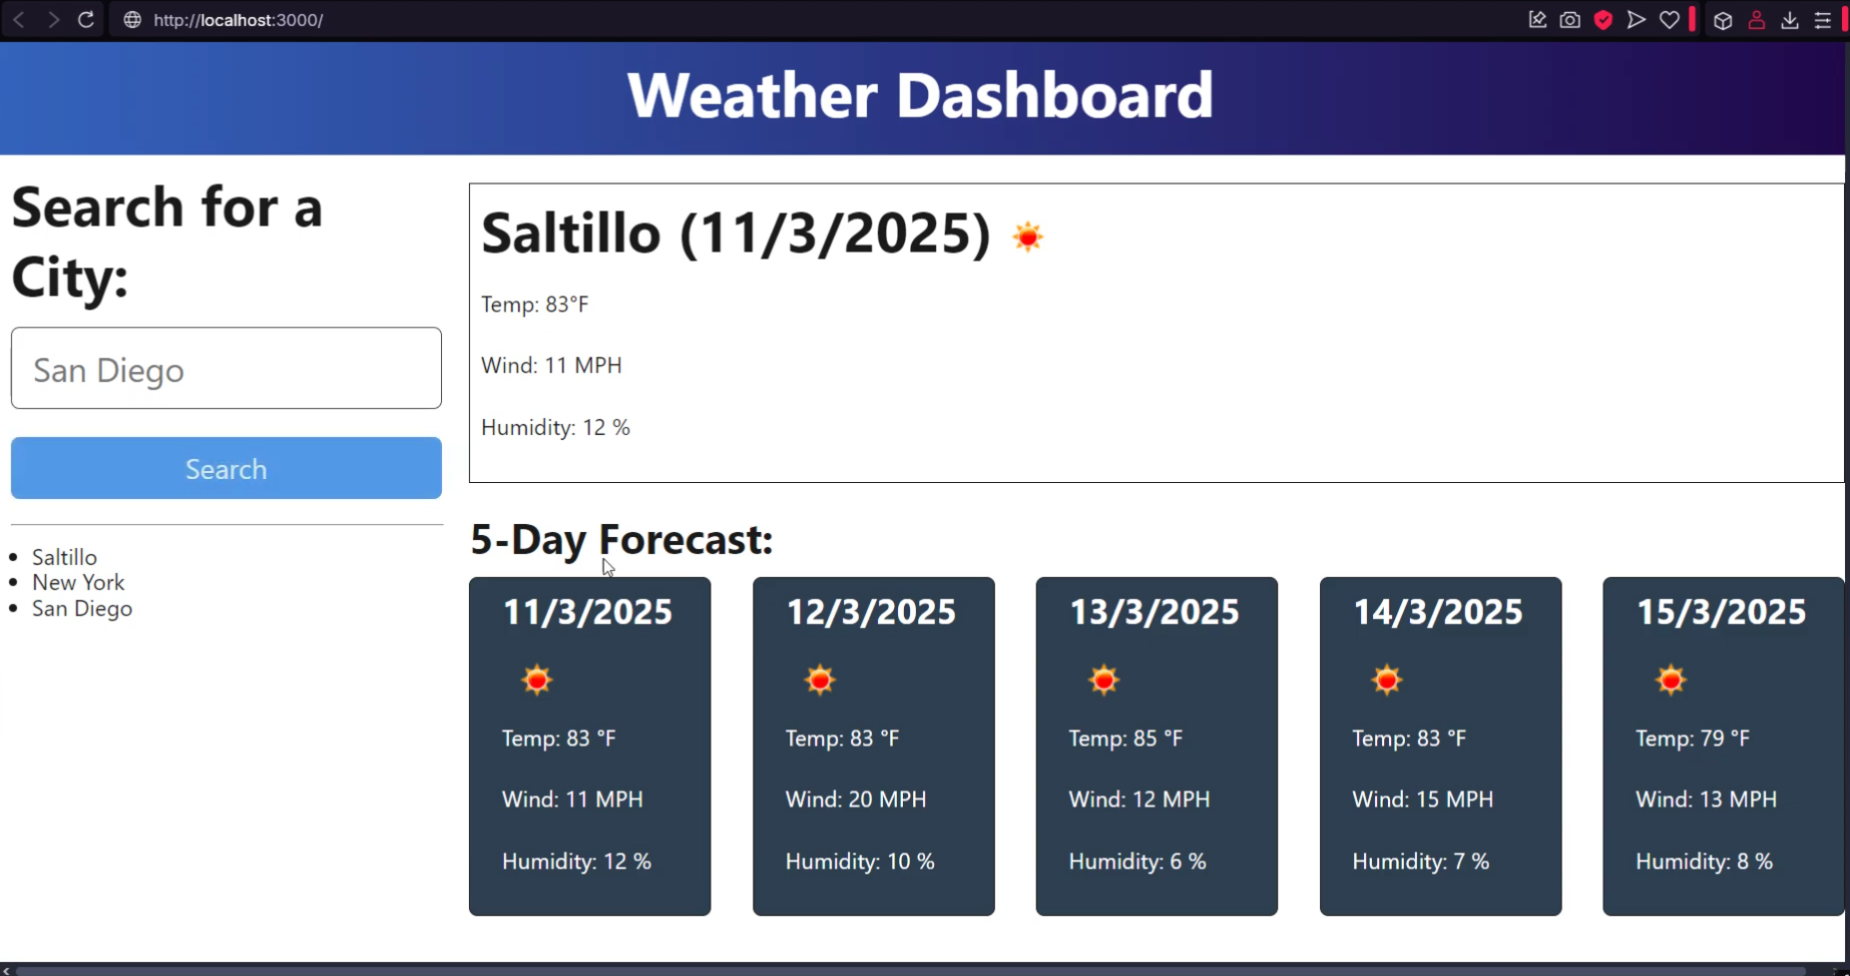 http://localhost:3000/
Weather Dashboard
Search for a
City:
San Diego
Search
Saltillo
New York
San Diego
Saltillo (11/3/2025)
Temp: 83°F
Wind: 11 MPH
Humidity: 12 %
5-Day Forecast:
11/3/2025
Temp: 83 °F
Wind: 11 MPH
Humidity: 12 %
12/3/2025
Temp: 83 °F
Wind: 20 MPH
Humidity: 10 %
13/3/2025
Temp: 85 °F
Wind: 12 MPH
Humidity: 6 %
14/3/2025
Temp: 83 °F
Wind: 15 MPH
Humidity: 7 %
15/3/2025
Temp: 79 °F
Wind: 13 MPH
Humidity: 8 %